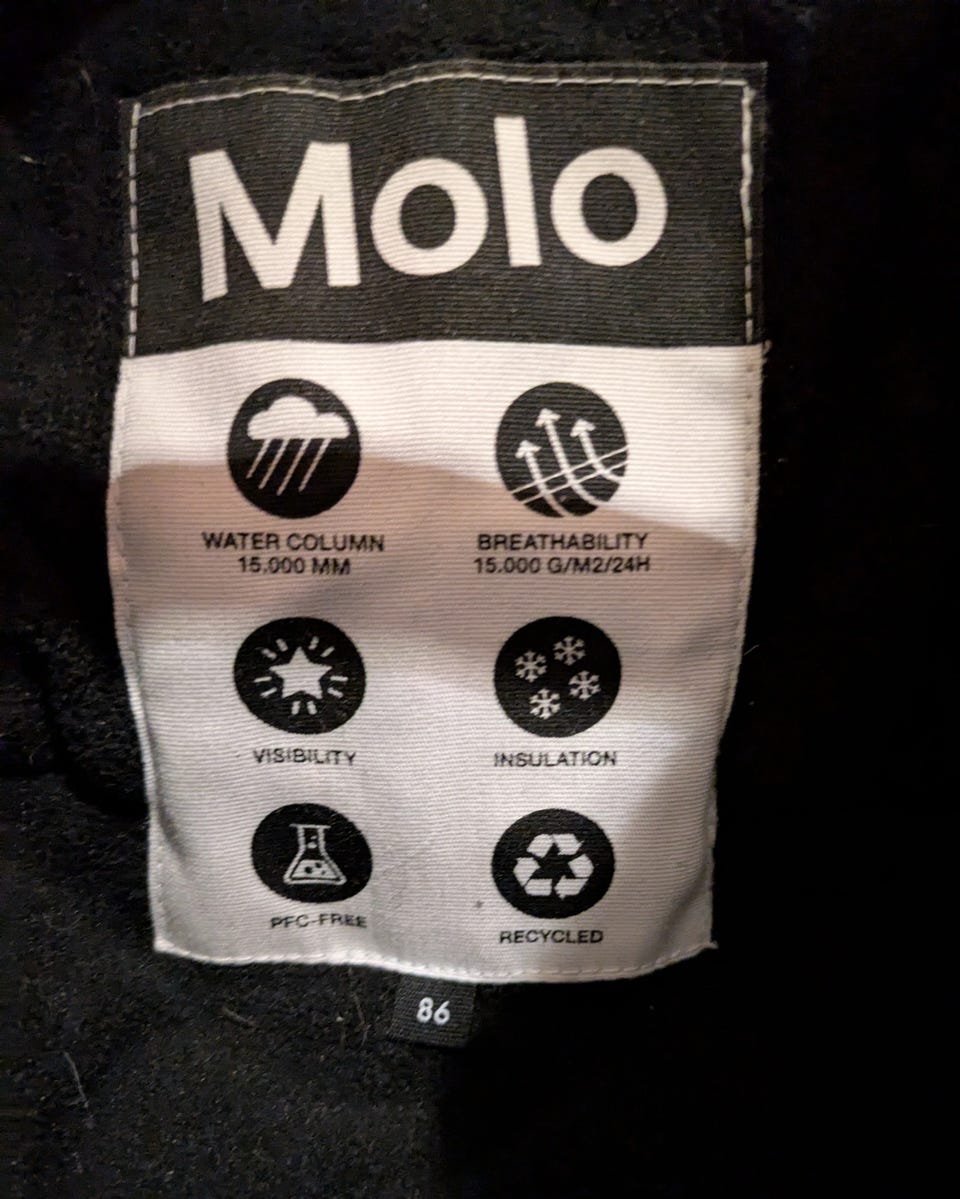 Molo
WATER COLUMN
15.000 MM
BREATHABILITY
15.000 G/M2/24H
VISIBILITY
INSULATION
PFC-FREE
RECYCLED
86